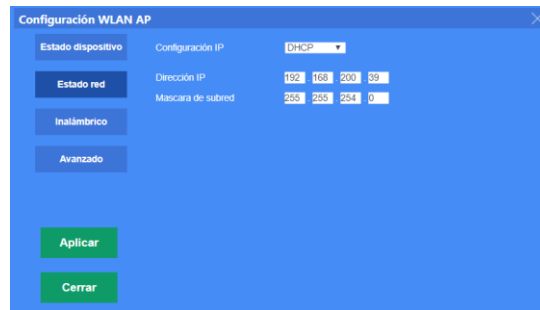 Configuración WLAN AP
Estado dispositivo
Estado red
Inalámbrico
Avanzado
Aplicar
Cerrar
Configuración IP DHCP
Dirección IP 192 . 168 . 200 . 39
Mascara de subred 255 . 255 . 254 . 0